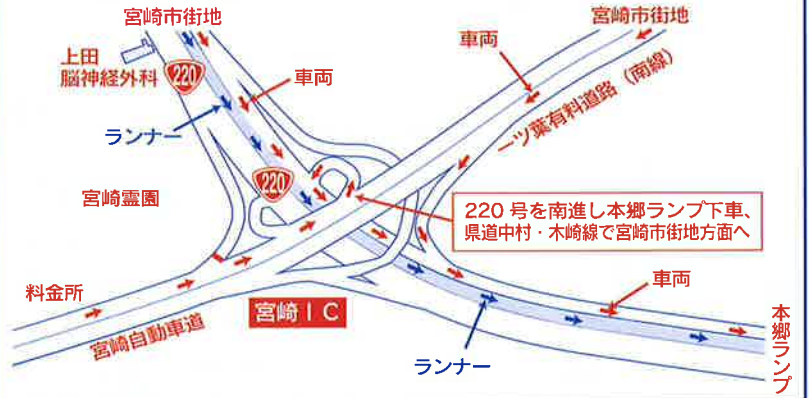 宮崎市街地
宮崎市街地
車両
上田
脳神経外科
220
車両
一ツ葉有料道路(南線)
ランナー
220
宮崎霊園
220号を南進し本郷ランプ下車、
県道中村・木崎線で宮崎市街地方面へ
車両
料金所
宮崎IC
本郷ランプ
宮崎自動車道
ランナー